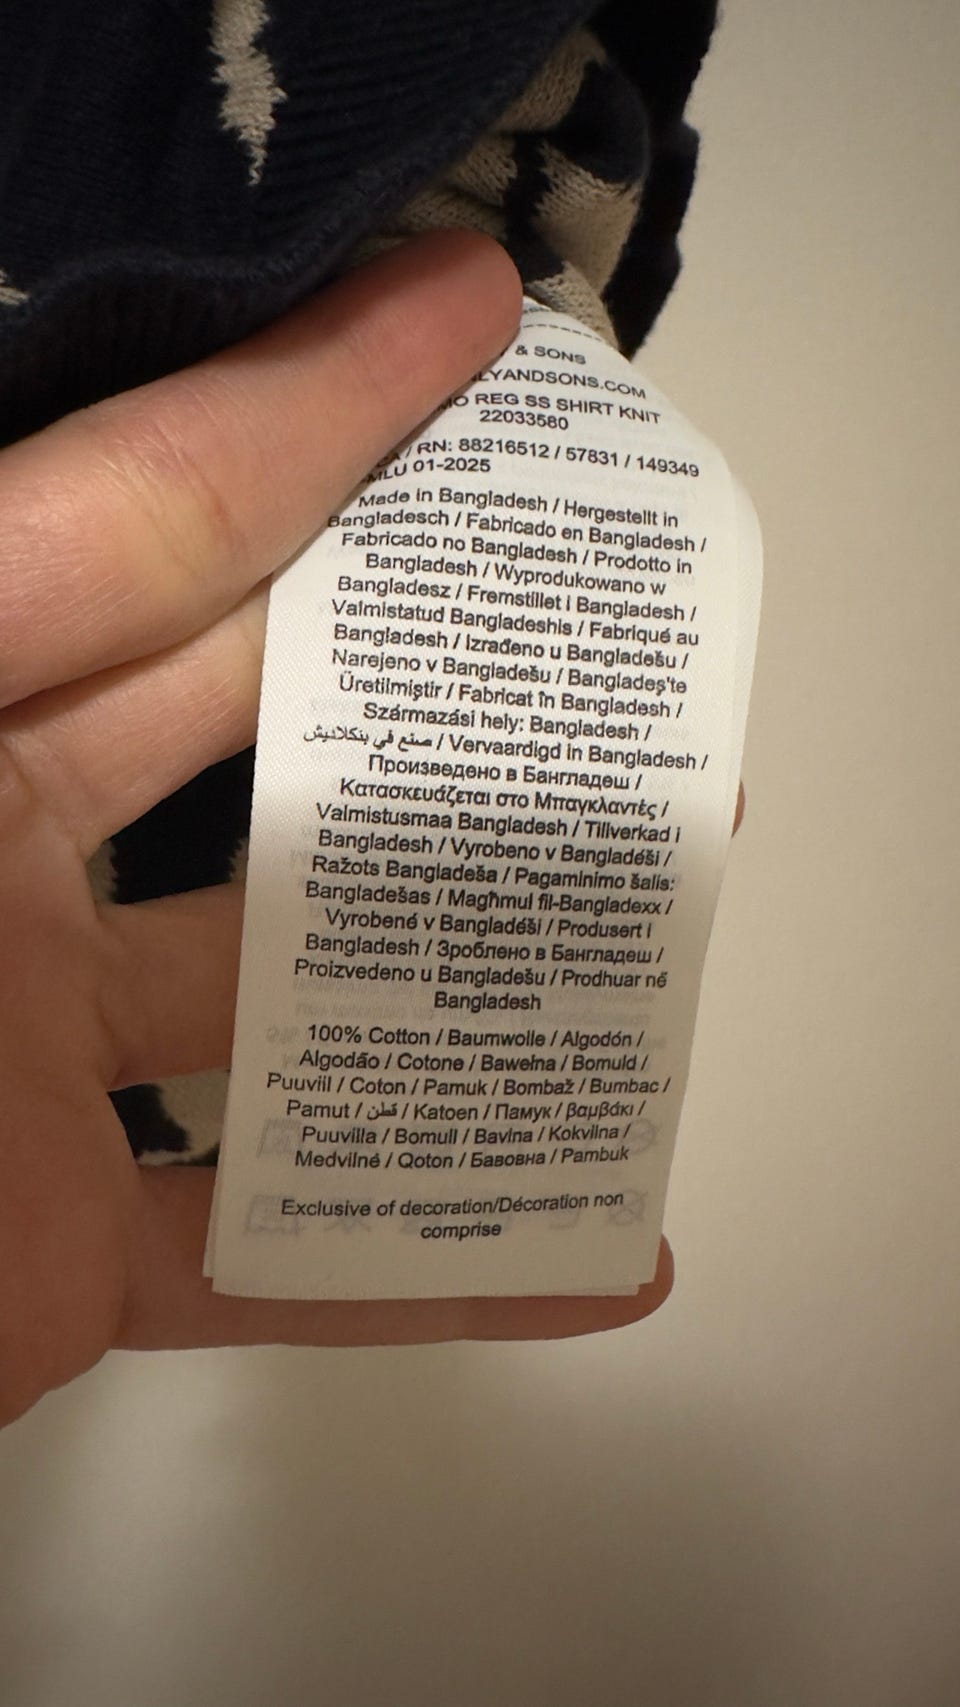 & SONS
LYANDSONS.COM
REG SS SHIRT KNIT
22033580
CA / RN: 88216512 / 57831 / 149349
MLU 01-2025
Made in Bangladesh / Hergestellt in
Bangladesch / Fabricado en Bangladesh /
Fabricado no Bangladesh / Prodotto in
Bangladesh / Wyprodukowano w
Bangladesz / Fremstillet i Bangladesh /
Valmistatud Bangladeshis / Fabriqué au
Bangladesh / Izrađeno u Bangladešu /
Narejeno v Bangladešu / Bangladeş'te
Üretilmiştir / Fabricat în Bangladesh /
Származási hely: Bangladesh /
صنع في بنكلاديش / Vervaardigd in Bangladesh /
Произведено в Бангладеш /
Κατασκευάζεται στο Μπαγκλαντές /
Valmistusmaa Bangladesh / Tillverkad i
Bangladesh / Vyrobeno v Bangladéši /
Ražots Bangladeša / Pagaminimo šalis:
Bangladešas / Magħmul fil-Bangladexx /
Vyrobené v Bangladéši / Produsert i
Bangladesh / Зроблено в Бангладеш /
Proizvedeno u Bangladešu / Prodhuar në
Bangladesh
100% Cotton / Baumwolle / Algodón /
Algodão / Cotone / Bawełna / Bomuld /
Puuviil / Coton / Pamuk / Bombaž / Bumbac /
Pamut / قطن / Katoen / Памук / βαμβάκι /
Puuvilla / Bomull / Bavlna / Kokvilna /
Medvilné / Qoton / Бавовна / Pambuk
Exclusive of decoration/Décoration non
comprise